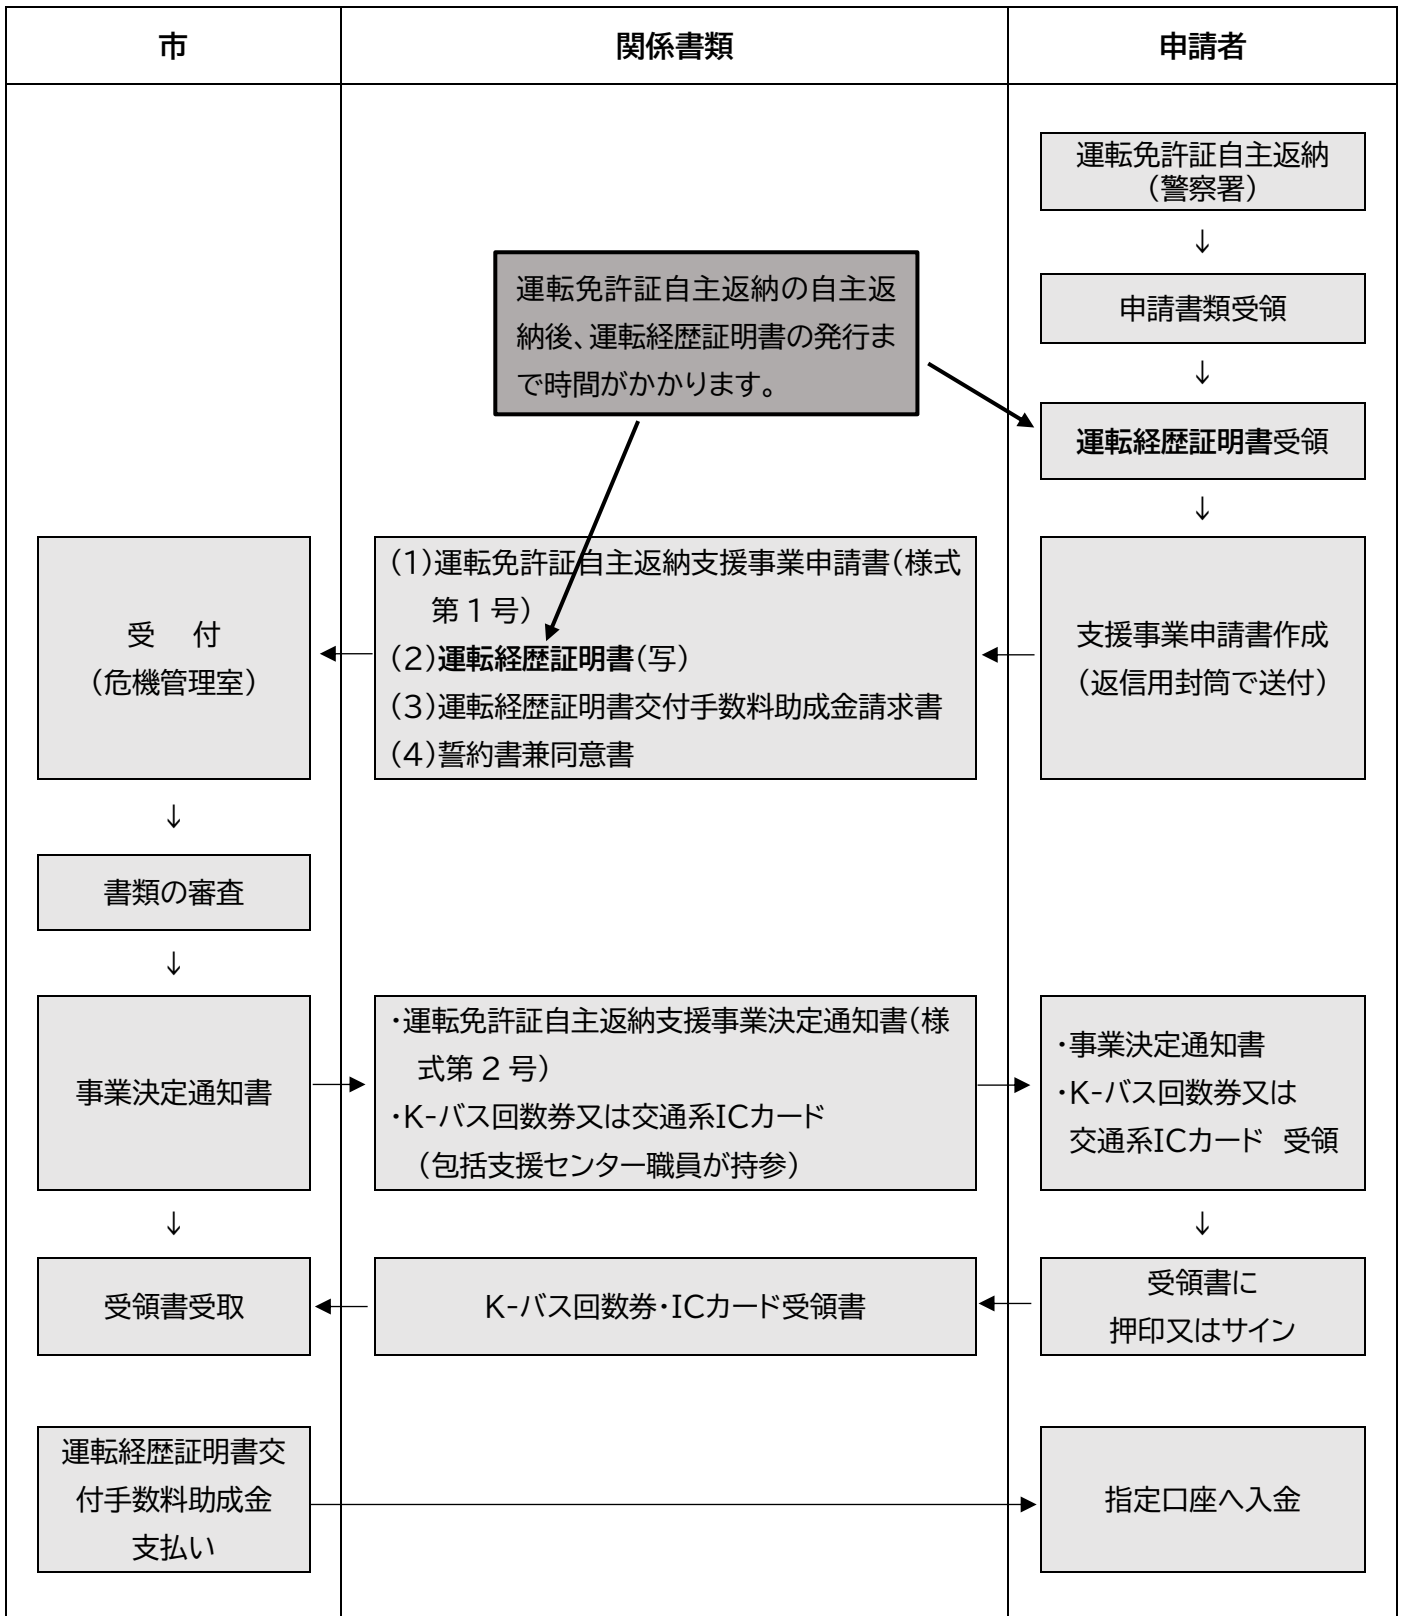 市
関係書類
申請者
運転免許証自主返納
(警察署)
↓
運転免許証自主返納の自主返
納後、運転経歴証明書の発行ま
で時間がかかります。
申請書類受領
↓
運転経歴証明書受領
↓
受　付
(危機管理室)
(1)運転免許証自主返納支援事業申請書(様式
第1号)
(2)運転経歴証明書(写)
(3)運転経歴証明書交付手数料助成金請求書
(4)誓約書兼同意書
支援事業申請書作成
(返信用封筒で送付)
↓
書類の審査
↓
事業決定通知書
・運転免許証自主返納支援事業決定通知書(様
式第2号)
・K-バス回数券又は交通系ICカード
(包括支援センター職員が持参)
・事業決定通知書
・K-バス回数券又は
交通系ICカード　受領
↓
↓
受領書受取
K-バス回数券・ICカード受領書
受領書に
押印又はサイン
運転経歴証明書交
付手数料助成金
支払い
指定口座へ入金